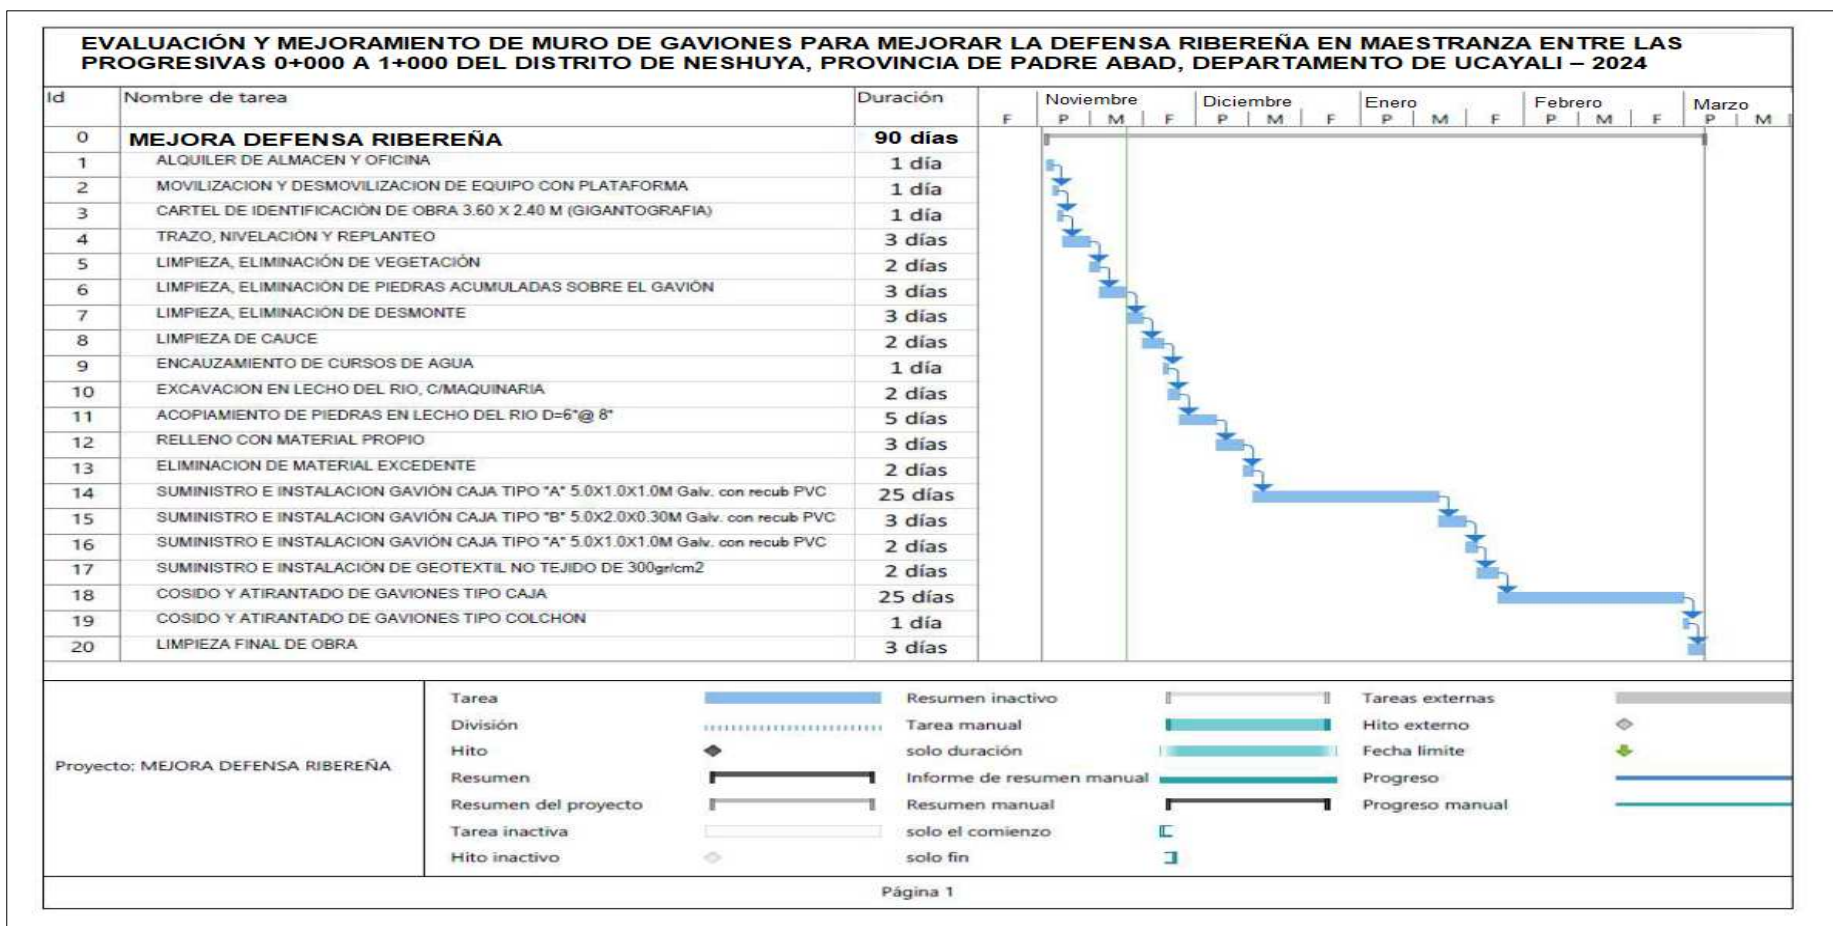 EVALUACIÓN Y MEJORAMIENTO DE MURO DE GAVIONES PARA MEJORAR LA DEFENSA RIBEREÑA EN MAESTRANZA ENTRE LAS
PROGRESIVAS 0+000 A 1+000 DEL DISTRITO DE NESHUYA, PROVINCIA DE PADRE ABAD, DEPARTAMENTO DE UCAYALI – 2024
Id Nombre de tarea Duración Noviembre Diciembre Enero Febrero Marzo
F P M F P M F P M F P M F P M
0 MEJORA DEFENSA RIBEREÑA 90 días
1 ALQUILER DE ALMACEN Y OFICINA 1 día
2 MOVILIZACION Y DESMOVILIZACION DE EQUIPO CON PLATAFORMA 1 día
3 CARTEL DE IDENTIFICACIÓN DE OBRA 3.60 X 2.40 M (GIGANTOGRAFIA) 1 día
4 TRAZO, NIVELACIÓN Y REPLANTEO 3 días
5 LIMPIEZA, ELIMINACIÓN DE VEGETACIÓN 2 días
6 LIMPIEZA, ELIMINACIÓN DE PIEDRAS ACUMULADAS SOBRE EL GAVIÓN 3 días
7 LIMPIEZA, ELIMINACIÓN DE DESMONTE 3 días
8 LIMPIEZA DE CAUCE 2 días
9 ENCAUZAMIENTO DE CURSOS DE AGUA 1 día
10 EXCAVACION EN LECHO DEL RIO, C/MAQUINARIA 2 días
11 ACOPIAMIENTO DE PIEDRAS EN LECHO DEL RIO D=6"@ 8" 5 días
12 RELLENO CON MATERIAL PROPIO 3 días
13 ELIMINACION DE MATERIAL EXCEDENTE 2 días
14 SUMINISTRO E INSTALACION GAVIÓN CAJA TIPO "A" 5.0X1.0X1.0M Galv. con recub PVC 25 días
15 SUMINISTRO E INSTALACION GAVIÓN CAJA TIPO "B" 5.0X2.0X0.30M Galv. con recub PVC 3 días
16 SUMINISTRO E INSTALACION GAVIÓN CAJA TIPO "A" 5.0X1.0X1.0M Galv. con recub PVC 2 días
17 SUMINISTRO E INSTALACIÓN DE GEOTEXTIL NO TEJIDO DE 300gr/cm2 2 días
18 COSIDO Y ATIRANTADO DE GAVIONES TIPO CAJA 25 días
19 COSIDO Y ATIRANTADO DE GAVIONES TIPO COLCHON 1 día
20 LIMPIEZA FINAL DE OBRA 3 días
Proyecto: MEJORA DEFENSA RIBEREÑA
Tarea Resumen inactivo Tareas externas
División Tarea manual Hito externo
Hito solo duración Fecha límite
Resumen Informe de resumen manual Progreso
Resumen del proyecto Resumen manual Progreso manual
Tarea inactiva solo el comienzo
Hito inactivo solo fin
Página 1